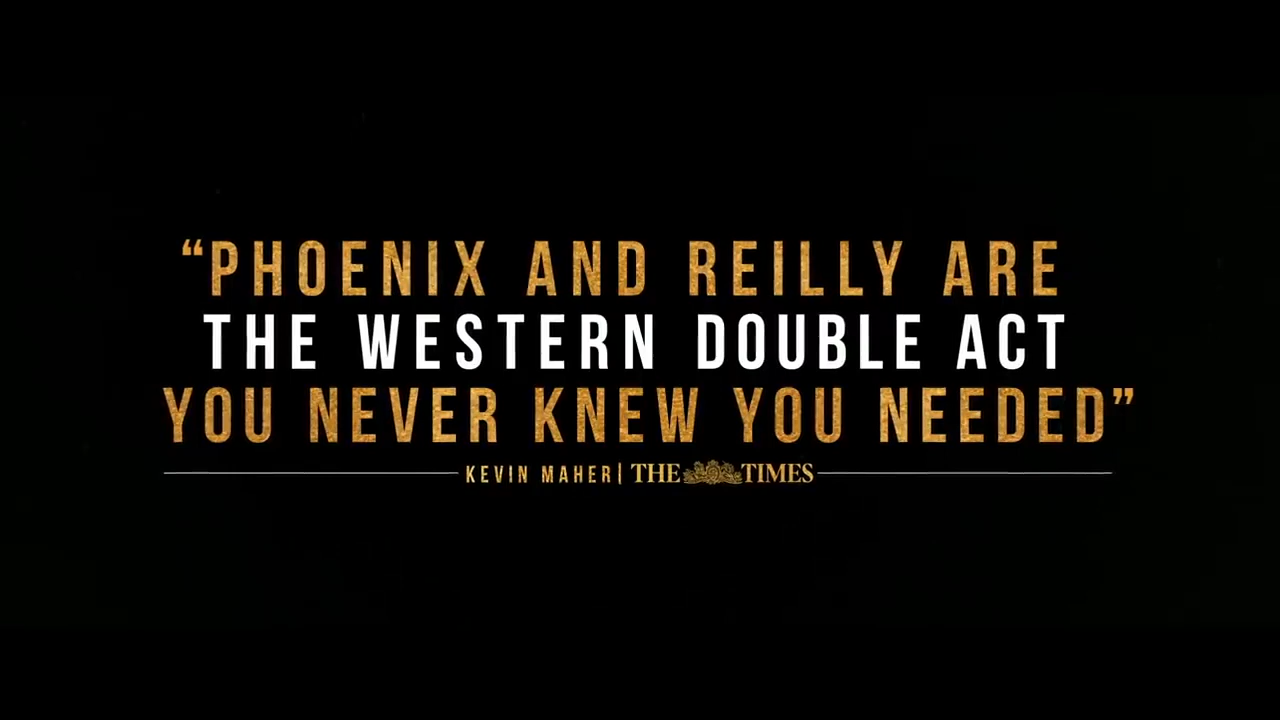 “PHOENIX AND REILLY ARE
THE WESTERN DOUBLE ACT
YOU NEVER KNEW YOU NEEDED”
KEVIN MAHER| THE TIMES